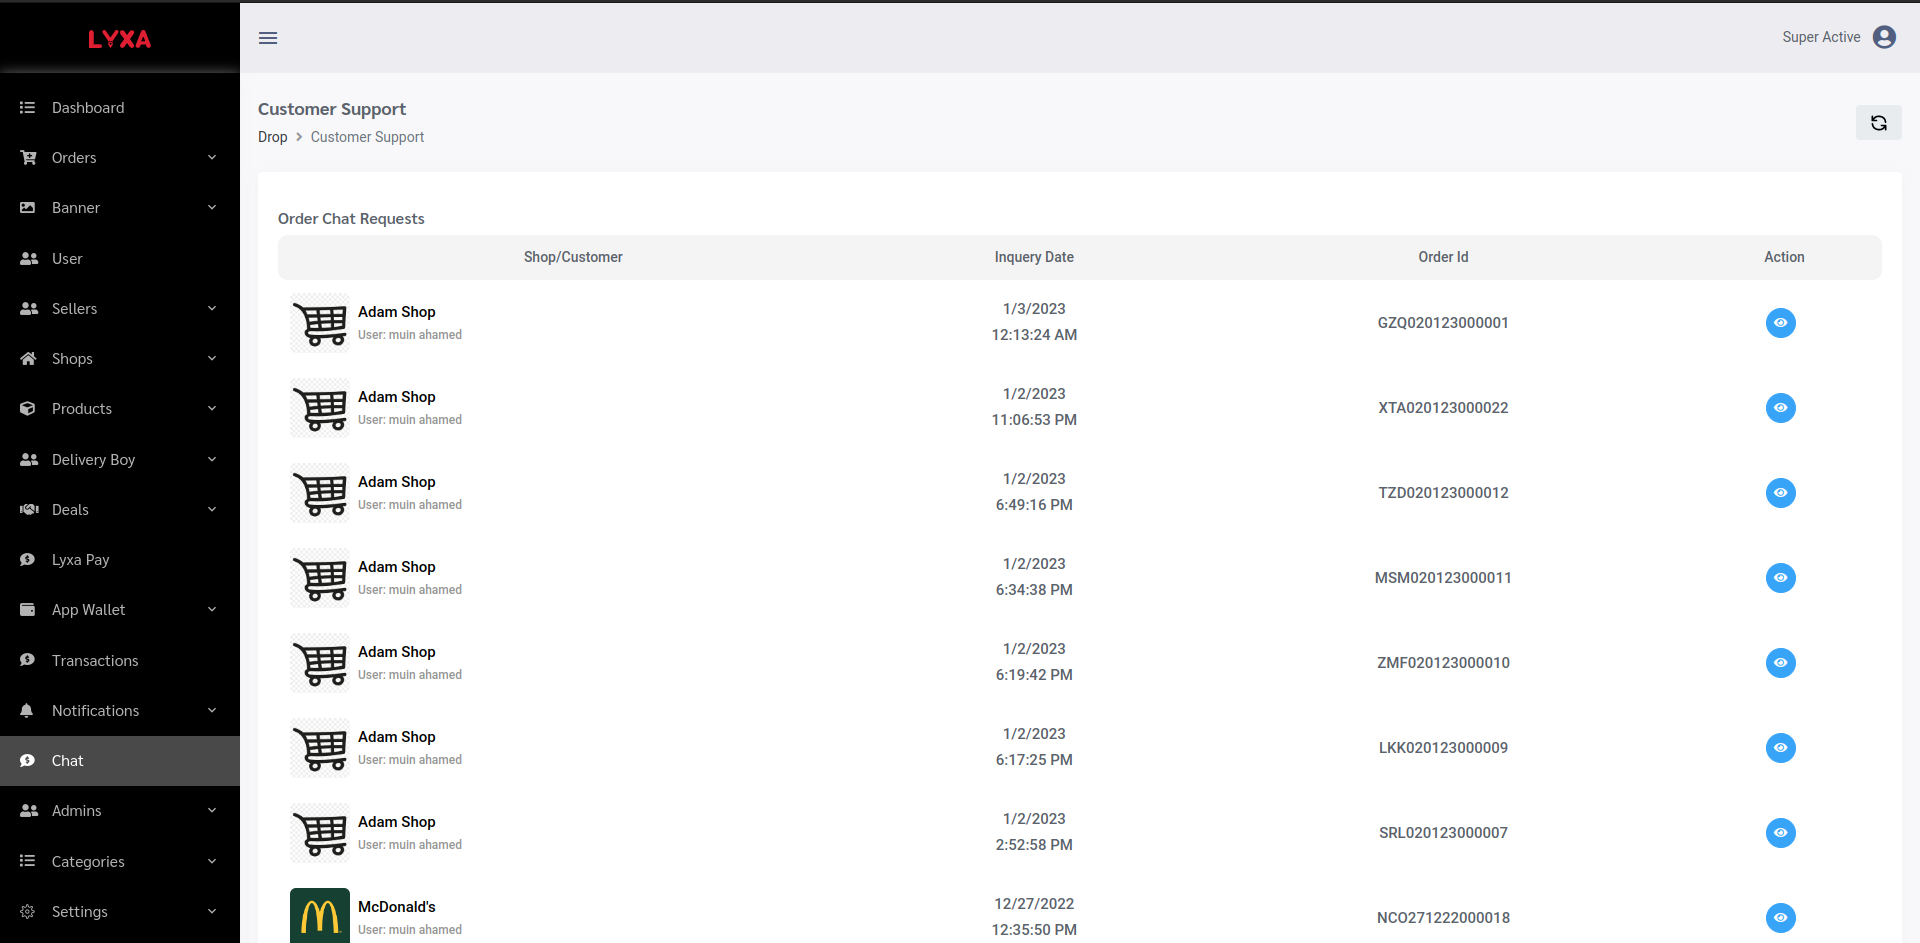 LYXA
Super Active
Dashboard
Orders
Banner
User
Sellers
Shops
Products
Delivery Boy
Deals
Lyxa Pay
App Wallet
Transactions
Notifications
Chat
Admins
Categories
Settings
Customer Support
Drop > Customer Support
Order Chat Requests
Shop/Customer Inquery Date Order Id Action
Adam Shop
User: muin ahamed
1/3/2023
12:13:24 AM
GZQ020123000001
Adam Shop
User: muin ahamed
1/2/2023
11:06:53 PM
XTA020123000022
Adam Shop
User: muin ahamed
1/2/2023
6:49:16 PM
TZD020123000012
Adam Shop
User: muin ahamed
1/2/2023
6:34:38 PM
MSM020123000011
Adam Shop
User: muin ahamed
1/2/2023
6:19:42 PM
ZMF020123000010
Adam Shop
User: muin ahamed
1/2/2023
6:17:25 PM
LKK020123000009
Adam Shop
User: muin ahamed
1/2/2023
2:52:58 PM
SRL020123000007
McDonald's
User: muin ahamed
12/27/2022
12:35:50 PM
NCO271222000018